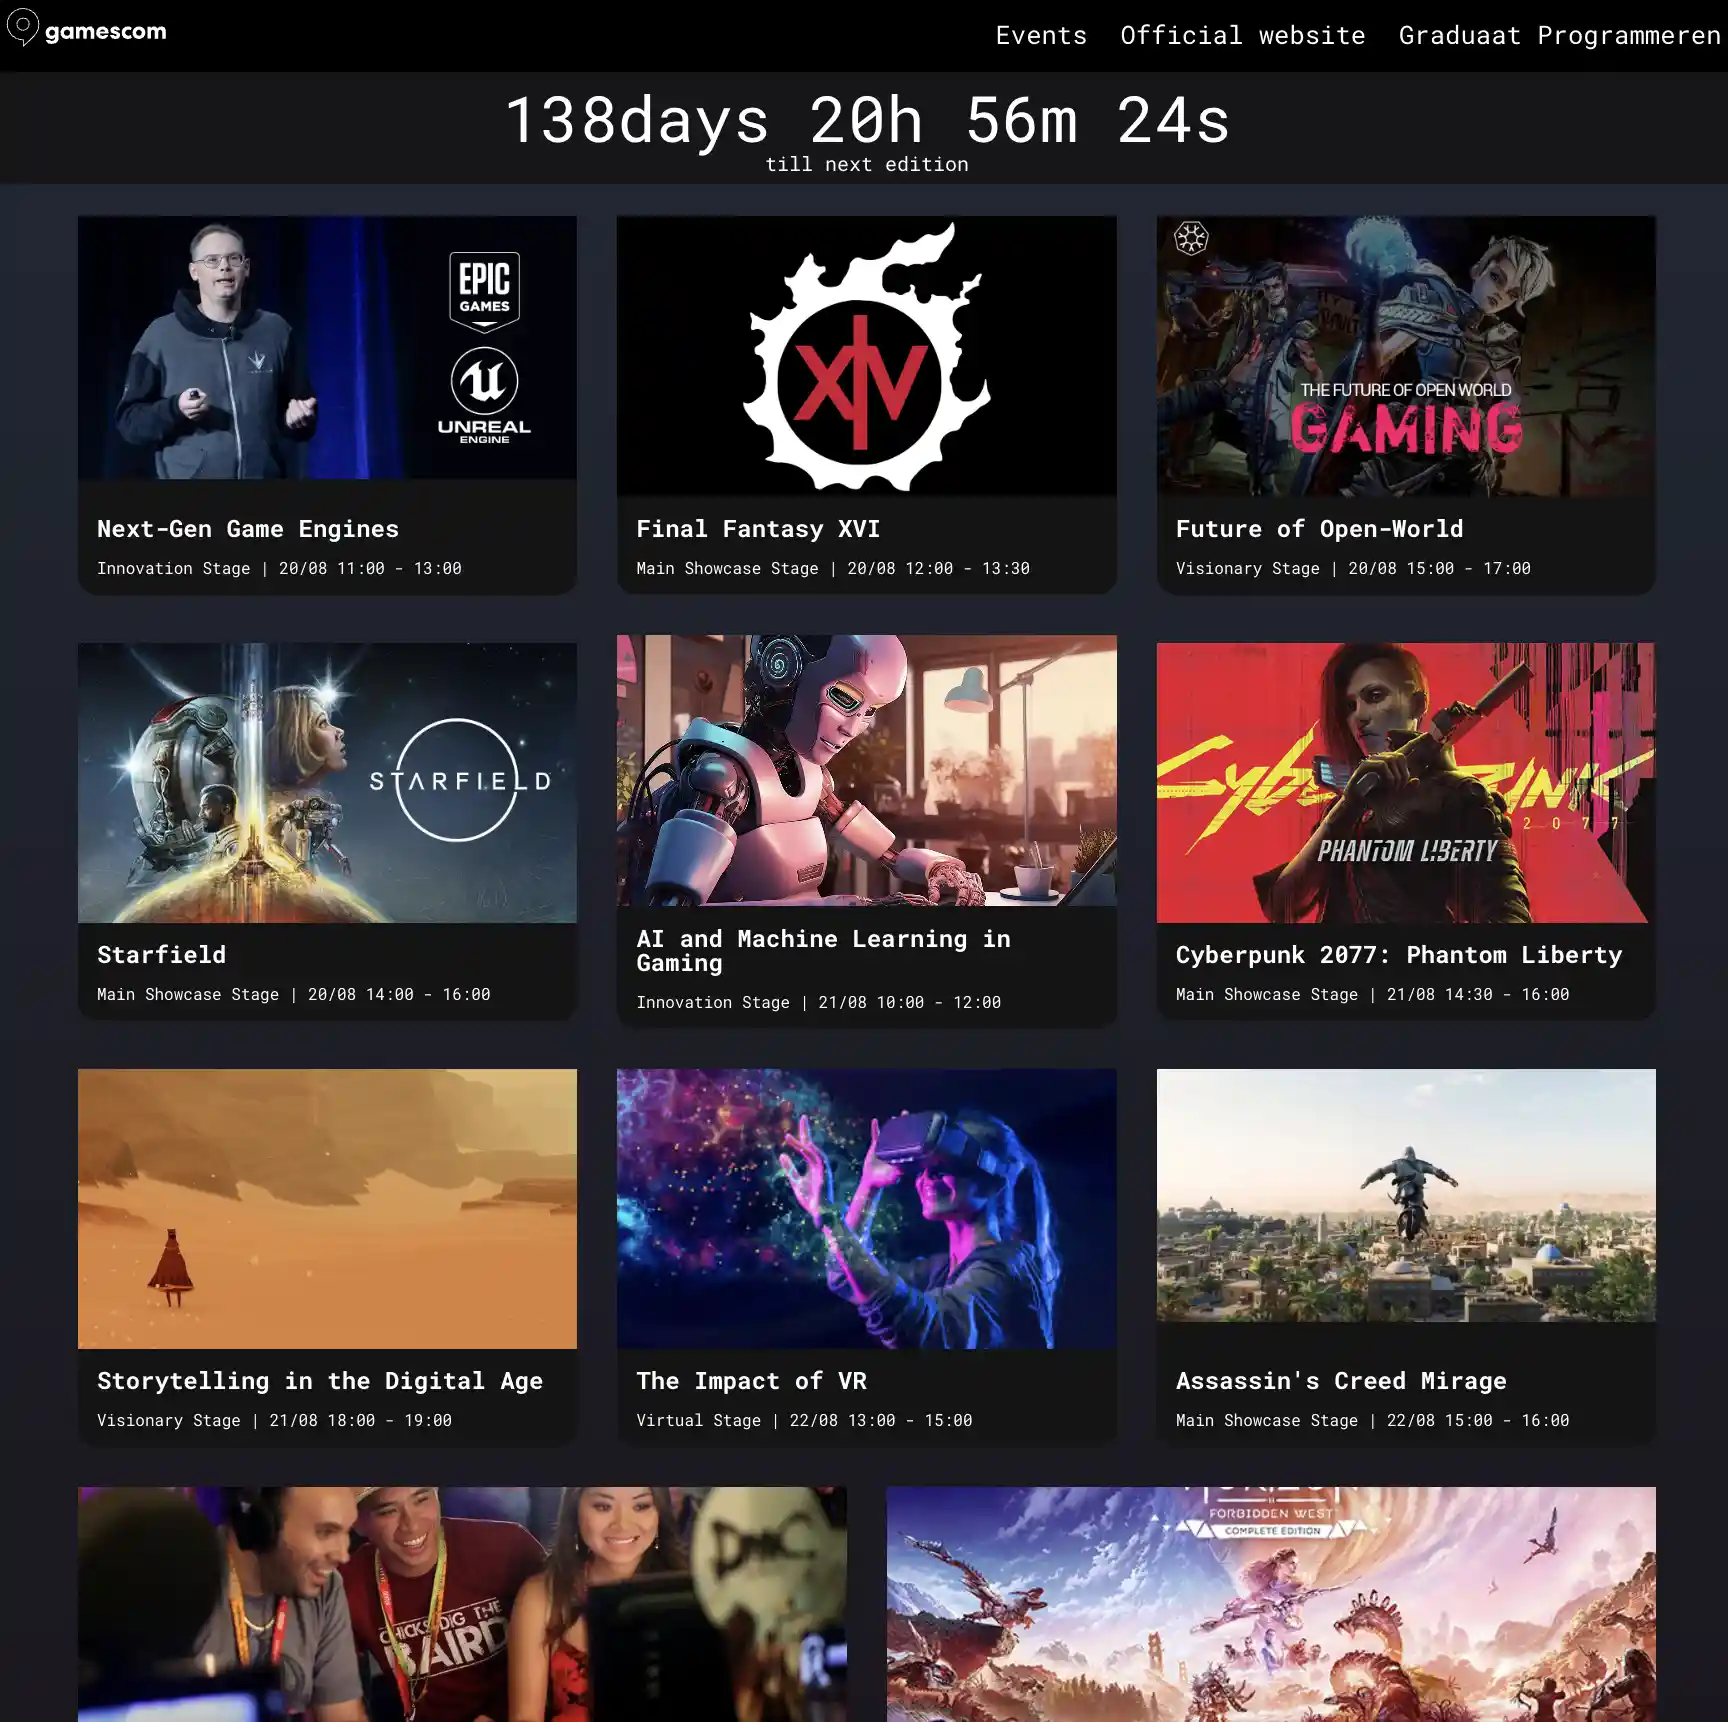 gamescom
Events Official website Graduaat Programmeren
138days 20h 56m 24s
till next edition
EPIC
GAMES
UNREAL
ENGINE
XIV
THE FUTURE OF OPEN WORLD
GAMING
Next-Gen Game Engines
Innovation Stage | 20/08 11:00 - 13:00
Final Fantasy XVI
Main Showcase Stage | 20/08 12:00 - 13:30
Future of Open-World
Visionary Stage | 20/08 15:00 - 17:00
STARFIELD
2077
PHANTOM LIBERTY
Starfield
Main Showcase Stage | 20/08 14:00 - 16:00
AI and Machine Learning in
Gaming
Innovation Stage | 21/08 10:00 - 12:00
Cyberpunk 2077: Phantom Liberty
Main Showcase Stage | 21/08 14:30 - 16:00
Storytelling in the Digital Age
Visionary Stage | 21/08 18:00 - 19:00
The Impact of VR
Virtual Stage | 22/08 13:00 - 15:00
Assassin's Creed Mirage
Main Showcase Stage | 22/08 15:00 - 16:00
CHICKS DIG THE
BAIRD
FORBIDDEN WEST
COMPLETE EDITION